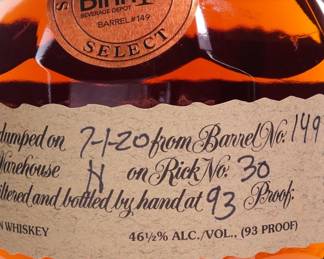 BEVERAGE DEPOT
BARREL #149
SELECT
dumped on 7-1-20 from Barrel No: 149
Warehouse H on Rick No: 30
filtered and bottled by hand at 93 Proof:
WHISKEY 46½% ALC./VOL., (93 PROOF)